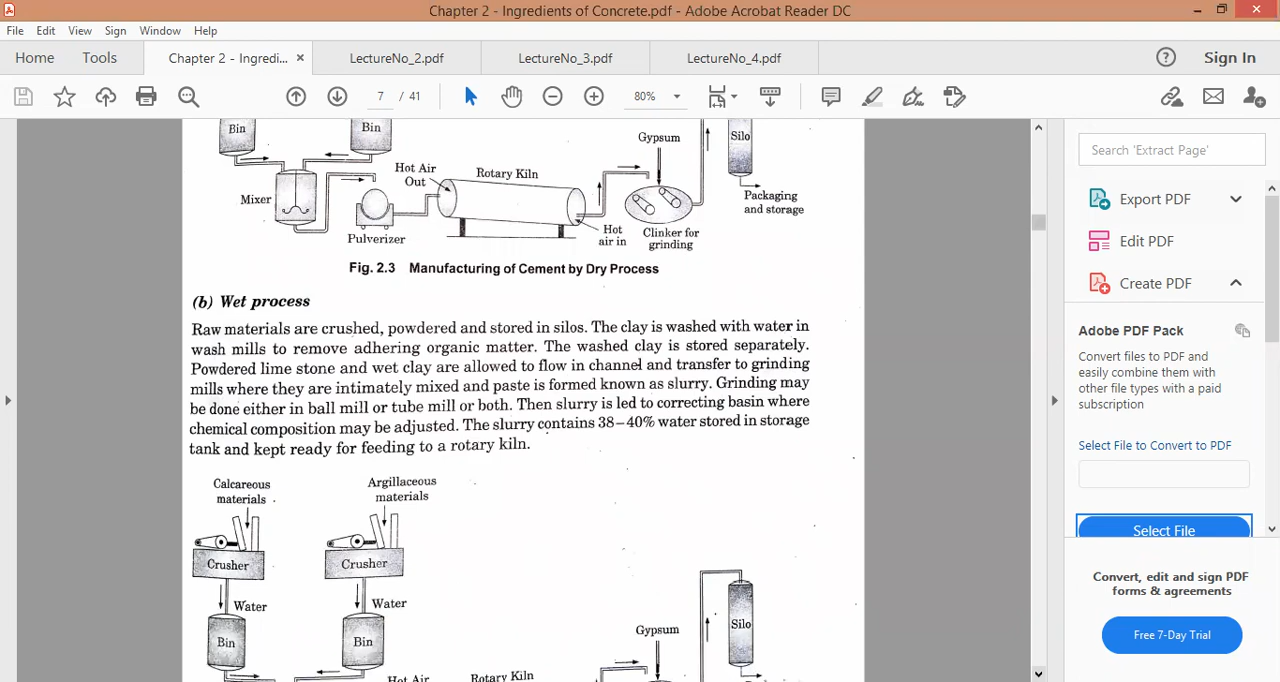 Chapter 2 - Ingredients of Concrete.pdf - Adobe Acrobat Reader DC
File Edit View Sign Window Help
Home Tools Chapter 2 - Ingredi... × LectureNo_2.pdf LectureNo_3.pdf LectureNo_4.pdf Sign In
7 / 41 80%
Bin Bin
Mixer
Pulverizer
Hot Air
Out
Rotary Kiln
Hot
air in
Gypsum
Clinker for
grinding
Silo
Packaging
and storage
Fig. 2.3 Manufacturing of Cement by Dry Process
(b) Wet process
Raw materials are crushed, powdered and stored in silos. The clay is washed with water in
wash mills to remove adhering organic matter. The washed clay is stored separately.
Powdered lime stone and wet clay are allowed to flow in channel and transfer to grinding
mills where they are intimately mixed and paste is formed known as slurry. Grinding may
be done either in ball mill or tube mill or both. Then slurry is led to correcting basin where
chemical composition may be adjusted. The slurry contains 38–40% water stored in storage
tank and kept ready for feeding to a rotary kiln.
Calcareous
materials
Argillaceous
materials
Crusher Crusher
Water Water
Bin Bin
Hot Air
Rotary Kiln
Gypsum
Silo
Search 'Extract Page'
Export PDF
Edit PDF
Create PDF
Adobe PDF Pack
Convert files to PDF and
easily combine them with
other file types with a paid
subscription
Select File to Convert to PDF
Select File
Convert, edit and sign PDF
forms & agreements
Free 7-Day Trial